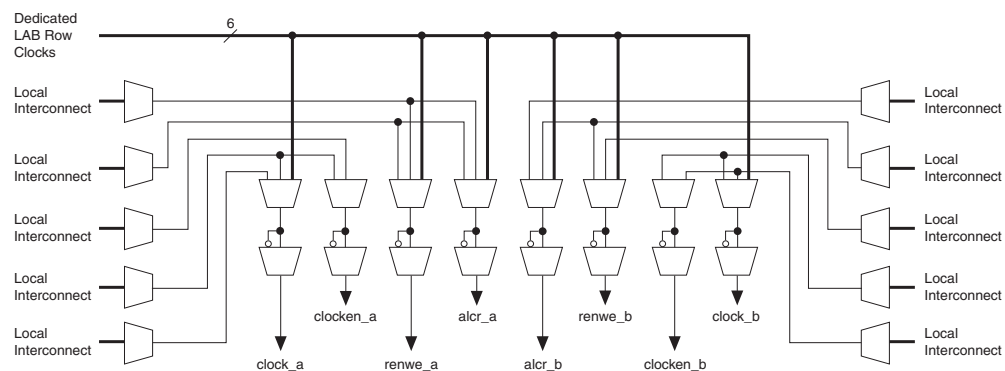 Dedicated
LAB Row
Clocks
6
Local
Interconnect
Local
Interconnect
Local
Interconnect
Local
Interconnect
Local
Interconnect
Local
Interconnect
Local
Interconnect
Local
Interconnect
Local
Interconnect
Local
Interconnect
clocken_a
alcr_a
renwe_b
clock_b
clock_a
renwe_a
alcr_b
clocken_b